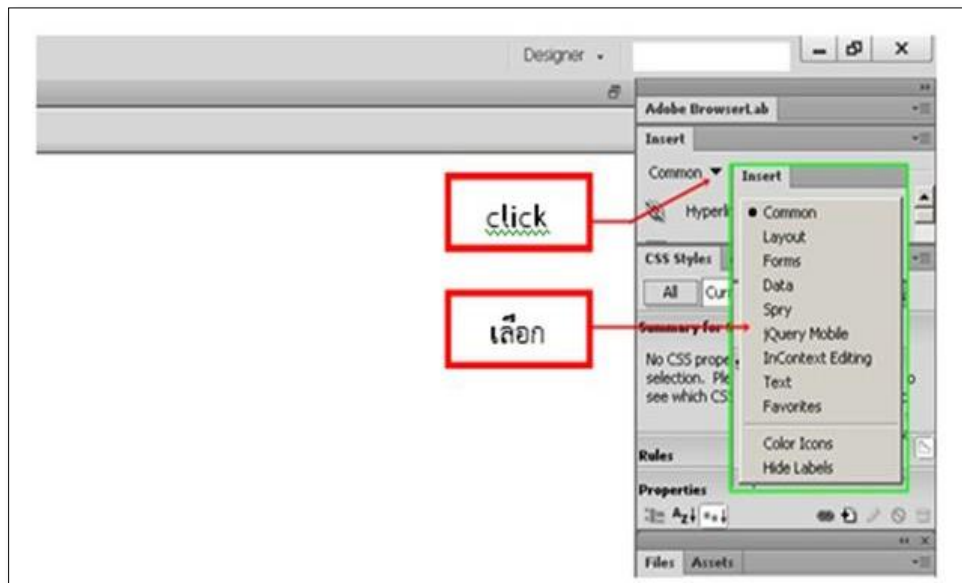 Designer
Adobe BrowserLab
Insert
Common
Insert
click
Hyperli
Common
Layout
Forms
CSS Styles
Data
All
Spry
เลือก
Summary for
jQuery Mobile
No CSS prope
InContext Editing
selection. Ple
Text
see which CS
Favorites
Color Icons
Rules
Hide Labels
Properties
Files Assets